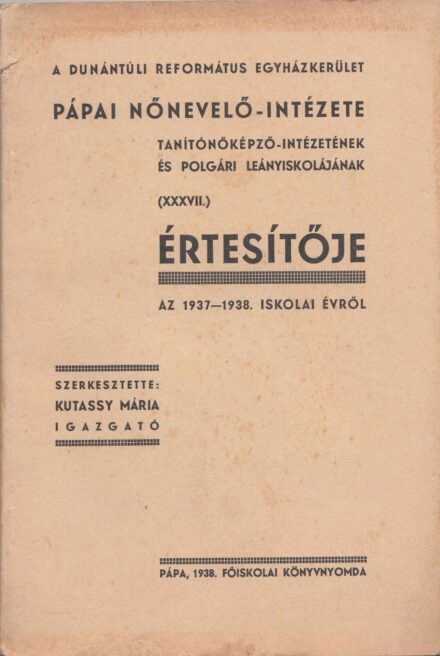 A DUNÁNTÚLI REFORMÁTUS EGYHÁZKERÜLET
PÁPAI NŐNEVELŐ-INTÉZETE
TANÍTÓNŐKÉPZŐ-INTÉZETÉNEK
ÉS POLGÁRI LEÁNYISKOLÁJÁNAK
(XXXVII.)
ÉRTESÍTŐJE
AZ 1937—1938. ISKOLAI ÉVRŐL
SZERKESZTETTE:
KUTASSY MÁRIA
IGAZGATÓ
PÁPA, 1938. FŐISKOLAI KÖNYVNYOMDA